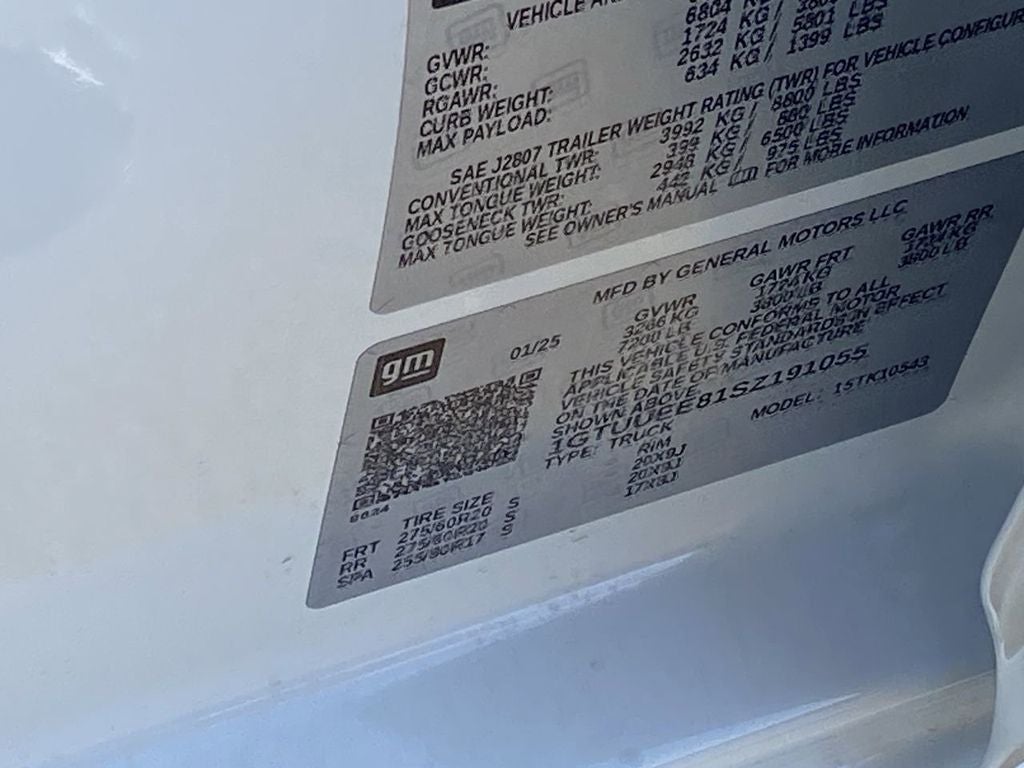 VEHICLE AN
6804
GVWR: 1724 KG/ 380
GCWR: 2632 KG/ 5801 LBS
RGAWR: 634 KG/ 1399 LBS
CURB WEIGHT:
MAX PAYLOAD:
SAE J2807 TRAILER WEIGHT RATING (TWR) FOR VEHICLE CONFIGUR
CONVENTIONAL TWR: 3992 KG/ 8800 LBS
MAX TONGUE WEIGHT: 399 KG/ LBS
GOOSENECK TWR: 2948 KG/ 6500 LBS
MAX TONGUE WEIGHT: 442 KG/ 975 LBS
SEE OWNER'S MANUAL FOR MORE INFORMATION
MFD BY GENERAL MOTORS LLC
gm
01/25
GVWR GAWR FRT GAWR RR
3266 KG 1724 KG 1724 KG
7200 LB 3800 LB 3800 LB
THIS VEHICLE CONFORMS TO ALL
APPLICABLE U.S. FEDERAL MOTOR
VEHICLE SAFETY STANDARDS IN EFFECT
ON THE DATE OF MANUFACTURE
SHOWN ABOVE.
1GTUUFE81SZ191055
TYPE: TRUCK MODEL: 15TK10543
6624
TIRE SIZE RIM
FRT 275/60R20 S 20X9J
RR 275/60R20 S 20X9J
SPA 255/80R17 S 17X8J